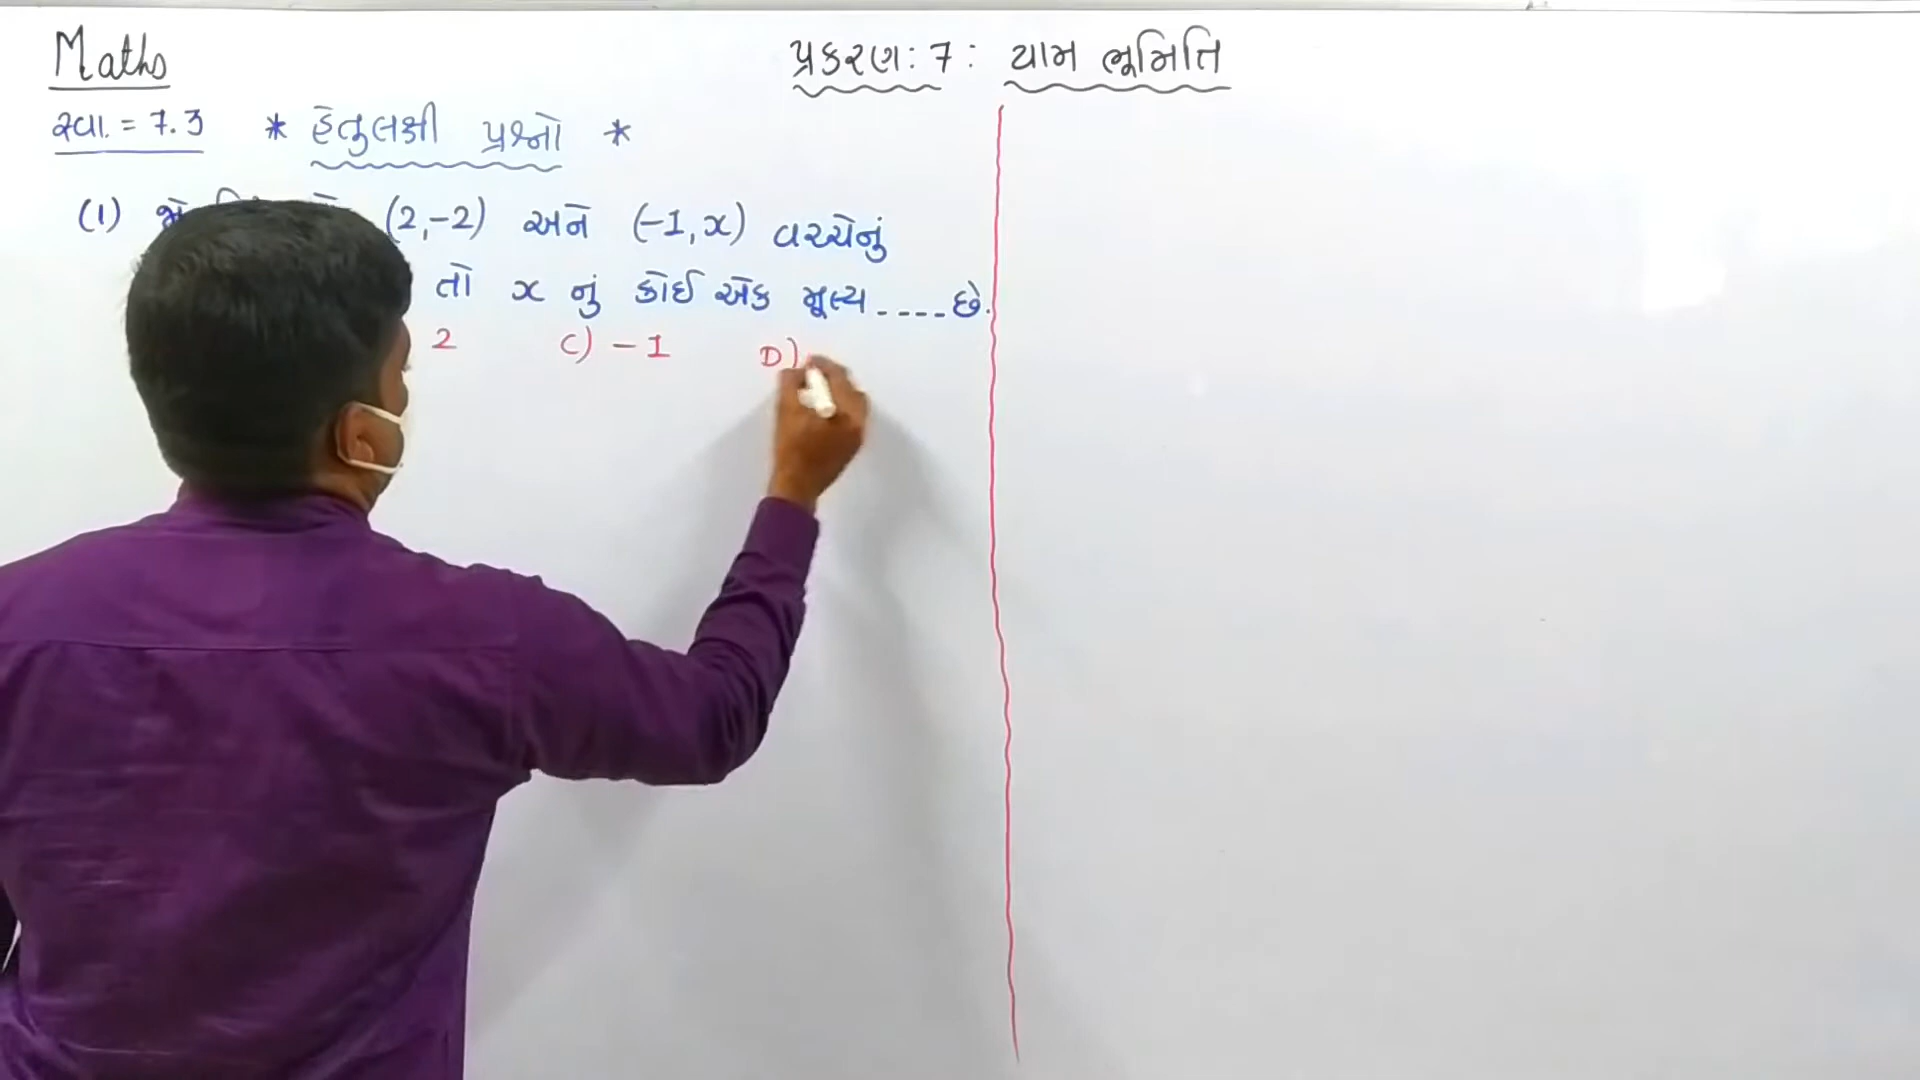 Maths
પ્રકરણ: 7: યામ ભૂમિતિ
સ્વા. = 7.3 * હેતુલક્ષી પ્રશ્નો *
(1) (2,-2) અને (-1,x) વચ્ચેનું
તો x નું કોઈ એક મૂલ્ય ---- છે.
2 C) -1 D)